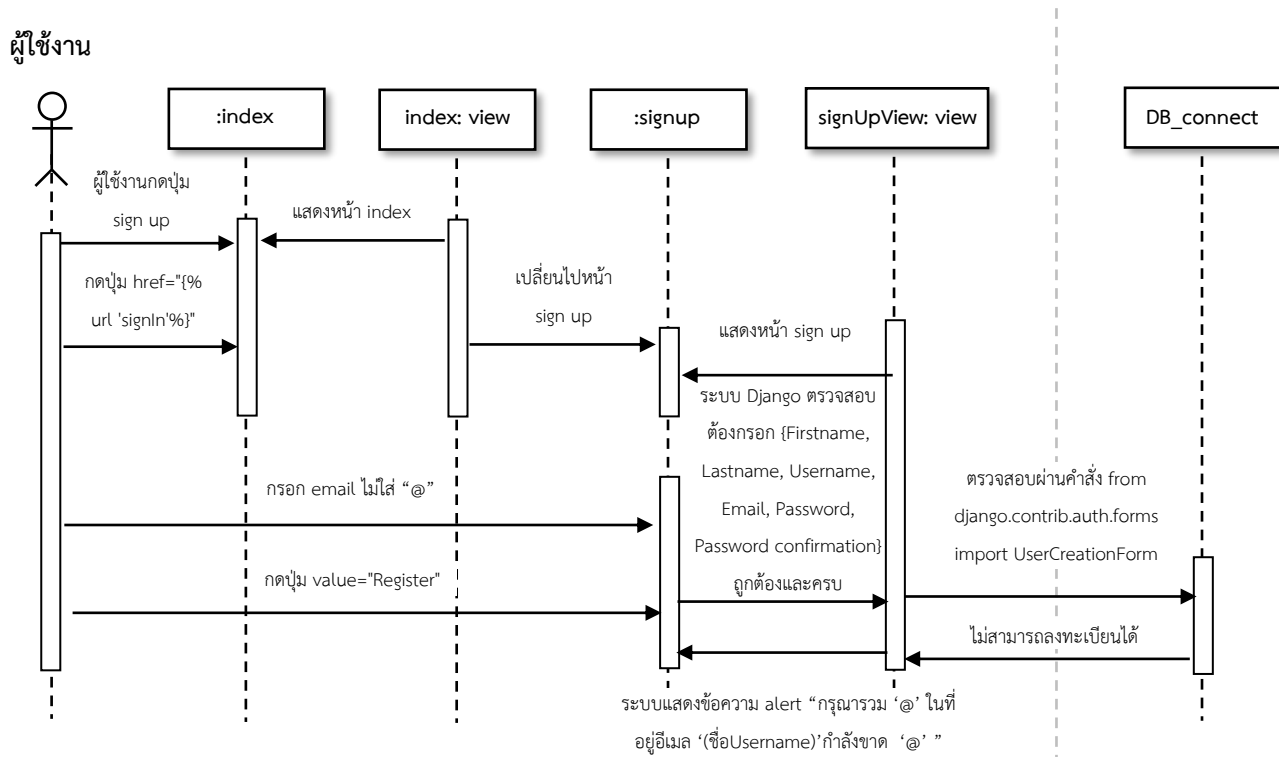 ผู้ใช้งาน
:index
index: view
:signup
signUpView: view
DB_connect
ผู้ใช้งานกดปุ่ม
sign up
แสดงหน้า index
กดปุ่ม href="{%
url 'signIn'%}"
เปลี่ยนไปหน้า
sign up
แสดงหน้า sign up
ระบบ Django ตรวจสอบ
ต้องกรอก {Firstname,
Lastname, Username,
Email, Password,
Password confirmation}
ถูกต้องและครบ
กรอก email ไม่ใส่ “@”
ตรวจสอบผ่านคำสั่ง from
django.contrib.auth.forms
import UserCreationForm
กดปุ่ม value="Register"
ไม่สามารถลงทะเบียนได้
ระบบแสดงข้อความ alert “กรุณารวม ‘@’ ในที่
อยู่อีเมล ‘(ชื่อUsername)’กำลังขาด ‘@’ ”